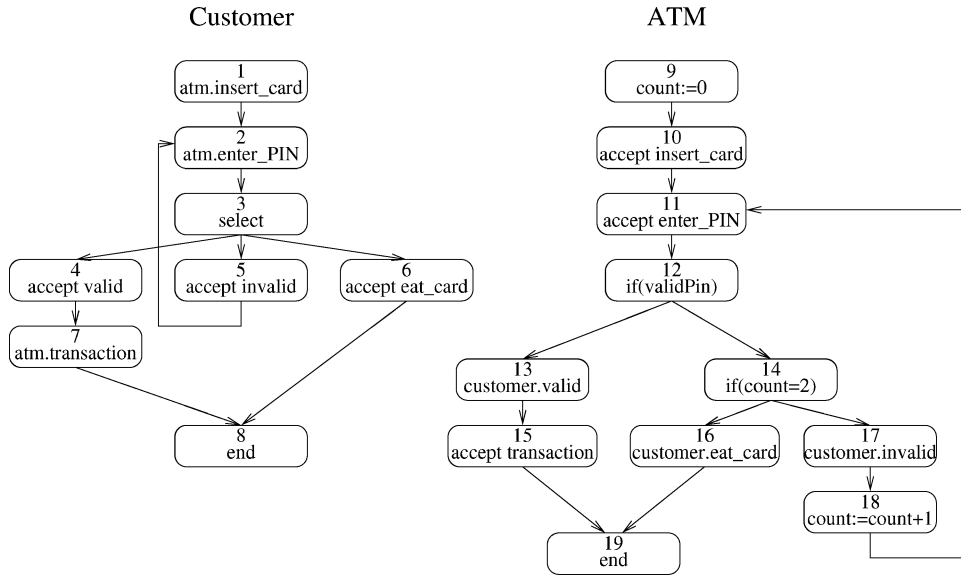 Customer
1
atm.insert_card
2
atm.enter_PIN
3
select
4
accept valid
5
accept invalid
6
accept eat_card
7
atm.transaction
8
end
ATM
9
count:=0
10
accept insert_card
11
accept enter_PIN
12
if(validPin)
13
customer.valid
14
if(count=2)
15
accept transaction
16
customer.eat_card
17
customer.invalid
18
count:=count+1
19
end